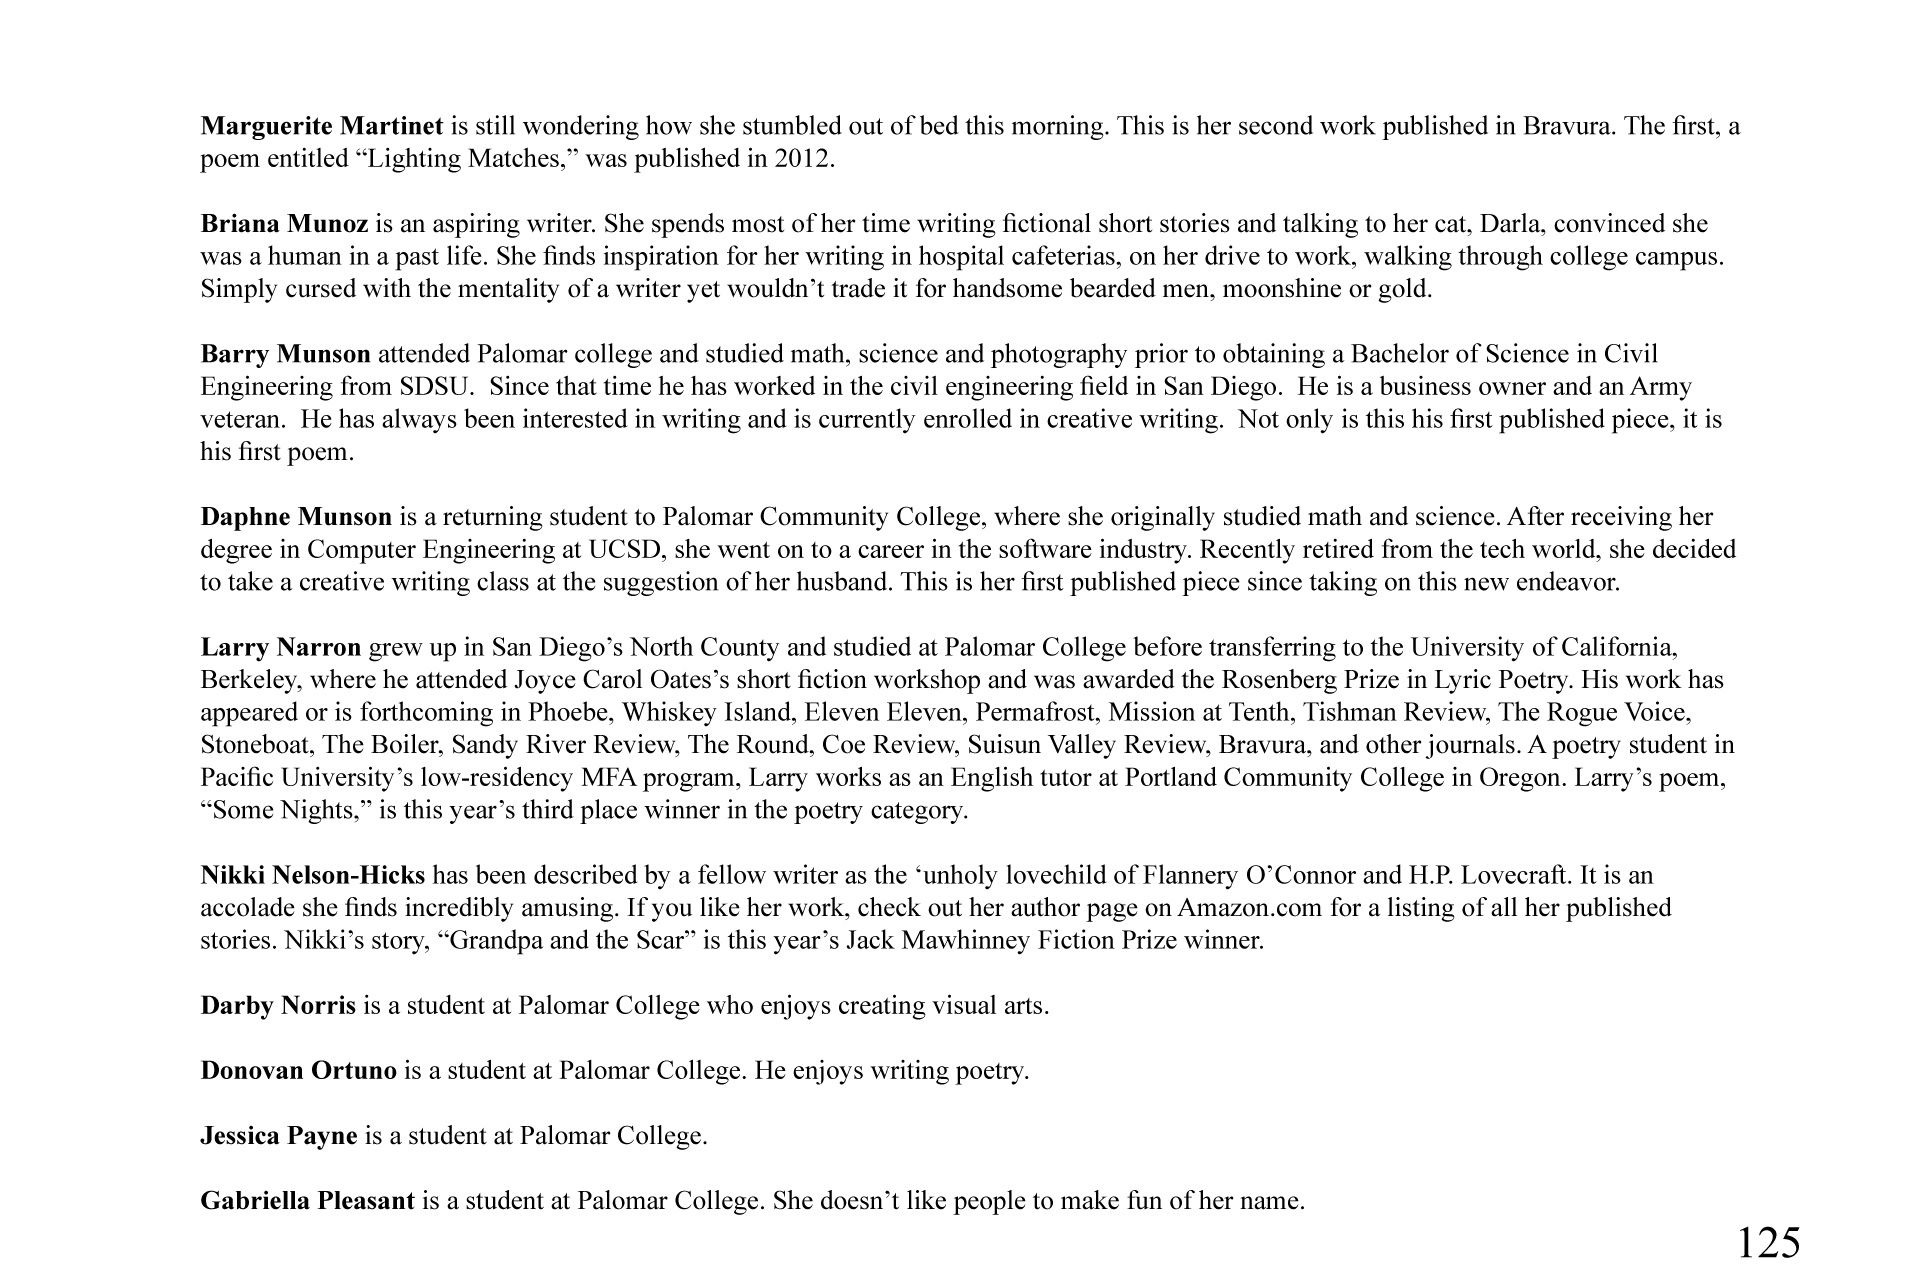 Marguerite Martinet is still wondering how she stumbled out of bed this morning. This is her second work published in Bravura. The first, a
poem entitled “Lighting Matches,” was published in 2012.
Briana Munoz is an aspiring writer. She spends most of her time writing fictional short stories and talking to her cat, Darla, convinced she
was a human in a past life. She finds inspiration for her writing in hospital cafeterias, on her drive to work, walking through college campus.
Simply cursed with the mentality of a writer yet wouldn’t trade it for handsome bearded men, moonshine or gold.
Barry Munson attended Palomar college and studied math, science and photography prior to obtaining a Bachelor of Science in Civil
Engineering from SDSU.  Since that time he has worked in the civil engineering field in San Diego.  He is a business owner and an Army
veteran.  He has always been interested in writing and is currently enrolled in creative writing.  Not only is this his first published piece, it is
his first poem.
Daphne Munson is a returning student to Palomar Community College, where she originally studied math and science. After receiving her
degree in Computer Engineering at UCSD, she went on to a career in the software industry. Recently retired from the tech world, she decided
to take a creative writing class at the suggestion of her husband. This is her first published piece since taking on this new endeavor.
Larry Narron grew up in San Diego’s North County and studied at Palomar College before transferring to the University of California,
Berkeley, where he attended Joyce Carol Oates’s short fiction workshop and was awarded the Rosenberg Prize in Lyric Poetry. His work has
appeared or is forthcoming in Phoebe, Whiskey Island, Eleven Eleven, Permafrost, Mission at Tenth, Tishman Review, The Rogue Voice,
Stoneboat, The Boiler, Sandy River Review, The Round, Coe Review, Suisun Valley Review, Bravura, and other journals. A poetry student in
Pacific University’s low-residency MFA program, Larry works as an English tutor at Portland Community College in Oregon. Larry’s poem,
“Some Nights,” is this year’s third place winner in the poetry category.
Nikki Nelson-Hicks has been described by a fellow writer as the ‘unholy lovechild of Flannery O’Connor and H.P. Lovecraft. It is an
accolade she finds incredibly amusing. If you like her work, check out her author page on Amazon.com for a listing of all her published
stories. Nikki’s story, “Grandpa and the Scar” is this year’s Jack Mawhinney Fiction Prize winner.
Darby Norris is a student at Palomar College who enjoys creating visual arts.
Donovan Ortuno is a student at Palomar College. He enjoys writing poetry.
Jessica Payne is a student at Palomar College.
Gabriella Pleasant is a student at Palomar College. She doesn’t like people to make fun of her name.
125